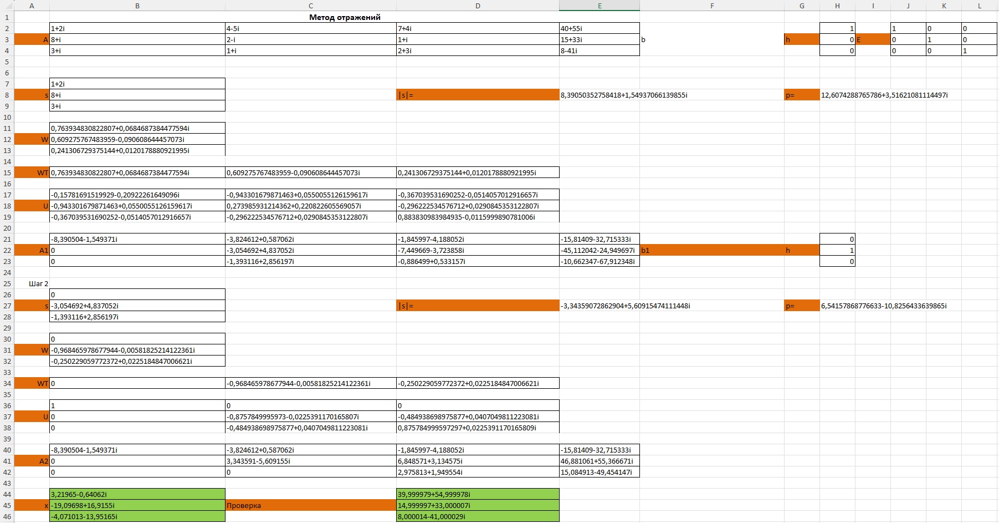 A B C D E F G H I J K L
1 Метод отражений
2 1+2i 4-5i 7+4i 40+55i 1 1 0 0
3 A 8+i 2-i 1+i 15+33i b h 0 E 0 1 0
4 3+i 1+i 2+3i 8-41i 0 0 0 1
5
6
7 1+2i
8 s 8+i |s|= 8,39050352758418+1,54937066139855i p= 12,6074288765786+3,51621081114497i
9 3+i
10
11 0,763934830822807+0,0684687384477594i
12 W 0,609275767483959-0,090608644457073i
13 0,241306729375144+0,0120178880921995i
14
15 WT 0,763934830822807+0,0684687384477594i 0,609275767483959-0,090608644457073i 0,241306729375144+0,0120178880921995i
16
17 -0,15781691519929-0,20922261649096i -0,943301679871463+0,0550055126159617i -0,367039531690252-0,0514057012916657i
18 U -0,943301679871463+0,0550055126159617i 0,273985931214362+0,220822605569057i -0,296222534576712+0,0290845353122807i
19 -0,367039531690252-0,0514057012916657i -0,296222534576712+0,0290845353122807i 0,883830983984935-0,0115999890781006i
20
21 -8,390504-1,549371i -3,824612+0,587062i -1,845997-4,188052i -15,81409-32,715333i 0
22 A1 0 -3,054692+4,837052i -7,449669-3,723858i -45,112042-24,949697i b1 h 1
23 0 -1,393116+2,856197i -0,886499+0,533157i -10,662347-67,912348i 0
24
25 Шаг 2
26 0
27 s -3,054692+4,837052i |s|= -3,34359072862904+5,60915474111448i p= 6,54157868776633-10,8256433639865i
28 -1,393116+2,856197i
29
30 0
31 W -0,968465978677944-0,00581825214122361i
32 -0,250229059772372+0,0225184847006621i
33
34 WT 0 -0,968465978677944-0,00581825214122361i -0,250229059772372+0,0225184847006621i
35
36 1 0 0
37 U 0 -0,8757849995973-0,0225391170165807i -0,484938698975877+0,0407049811223081i
38 0 -0,484938698975877+0,0407049811223081i 0,875784999597297+0,0225391170165809i
39
40 -8,390504-1,549371i -3,824612+0,587062i -1,845997-4,188052i -15,81409-32,715333i
41 A2 0 3,343591-5,609155i 6,848571+3,134575i 46,881061+55,366671i
42 0 0 2,975813+1,949554i 15,084913-49,454147i
43
44 3,21965-0,64062i 39,999979+54,999978i
45 x -19,09698+16,9155i Проверка 14,999997+33,000007i
46 -4,071013-13,95165i 8,000014-41,000029i